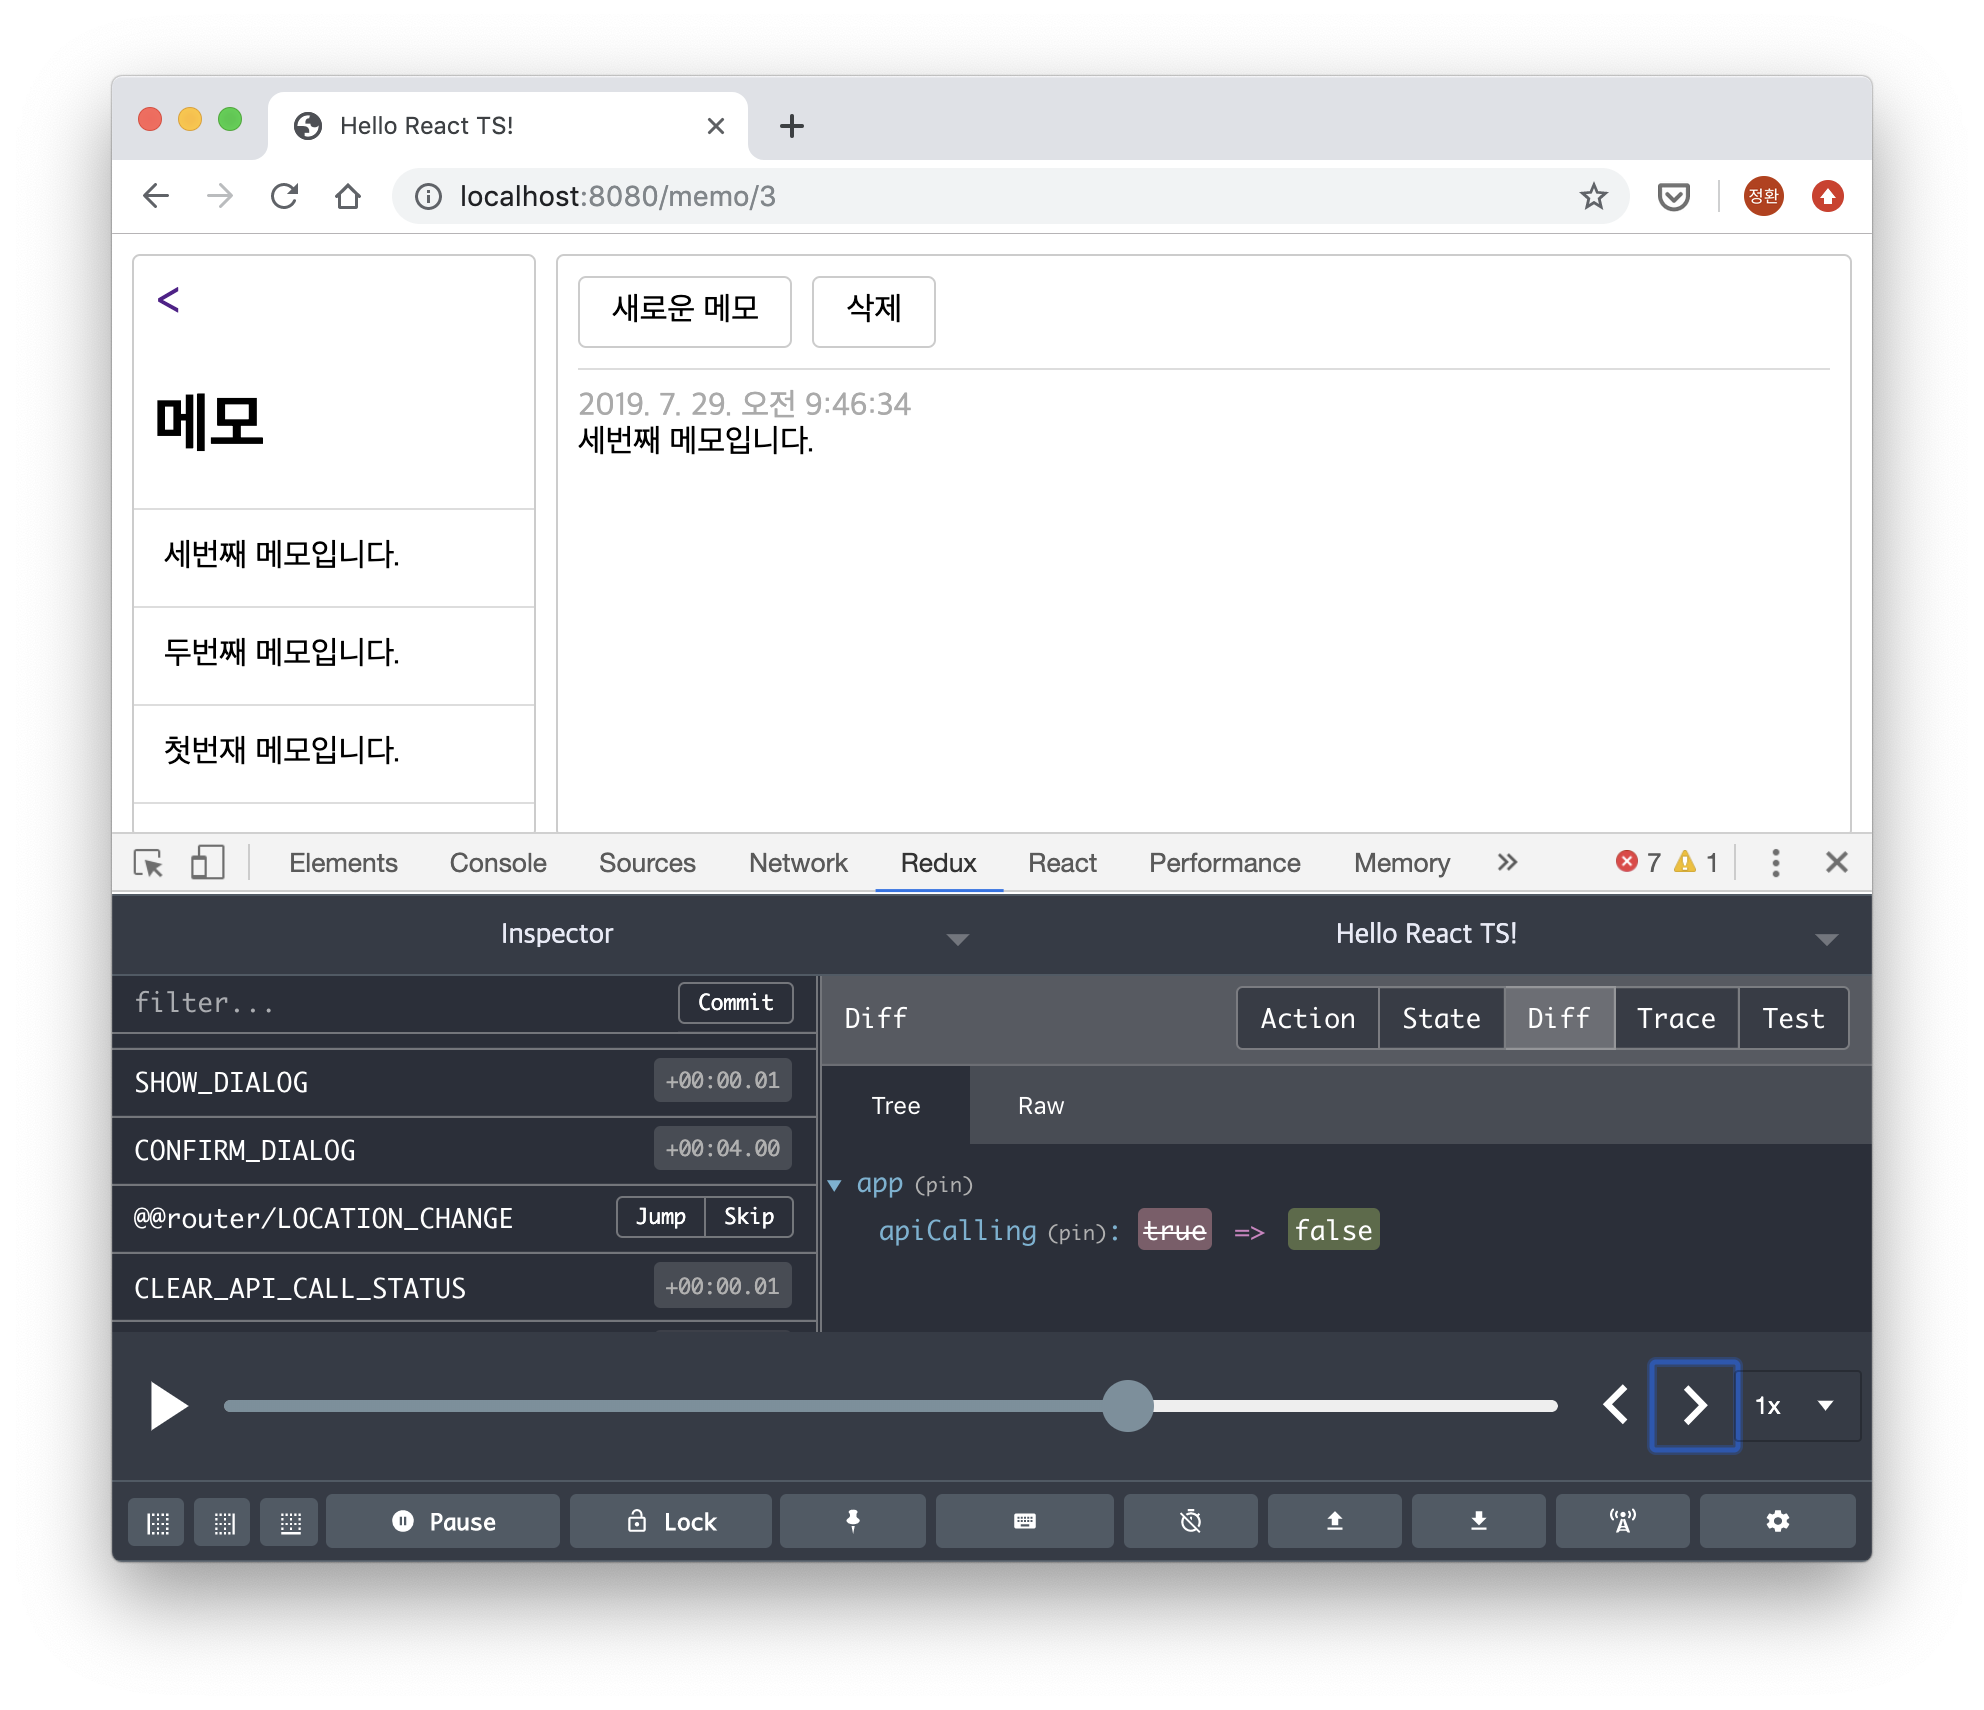 Hello React TS!
localhost:8080/memo/3
정환
<
메모
세번째 메모입니다.
두번째 메모입니다.
첫번재 메모입니다.
새로운 메모 삭제
2019. 7. 29. 오전 9:46:34
세번째 메모입니다.
Elements Console Sources Network Redux React Performance Memory » 7 1
Inspector Hello React TS!
filter... Commit
SHOW_DIALOG +00:00.01
CONFIRM_DIALOG +00:04.00
@@router/LOCATION_CHANGE Jump Skip
CLEAR_API_CALL_STATUS +00:00.01
Diff Action State Diff Trace Test
Tree Raw
app (pin)
apiCalling (pin): true => false
1x
Pause Lock